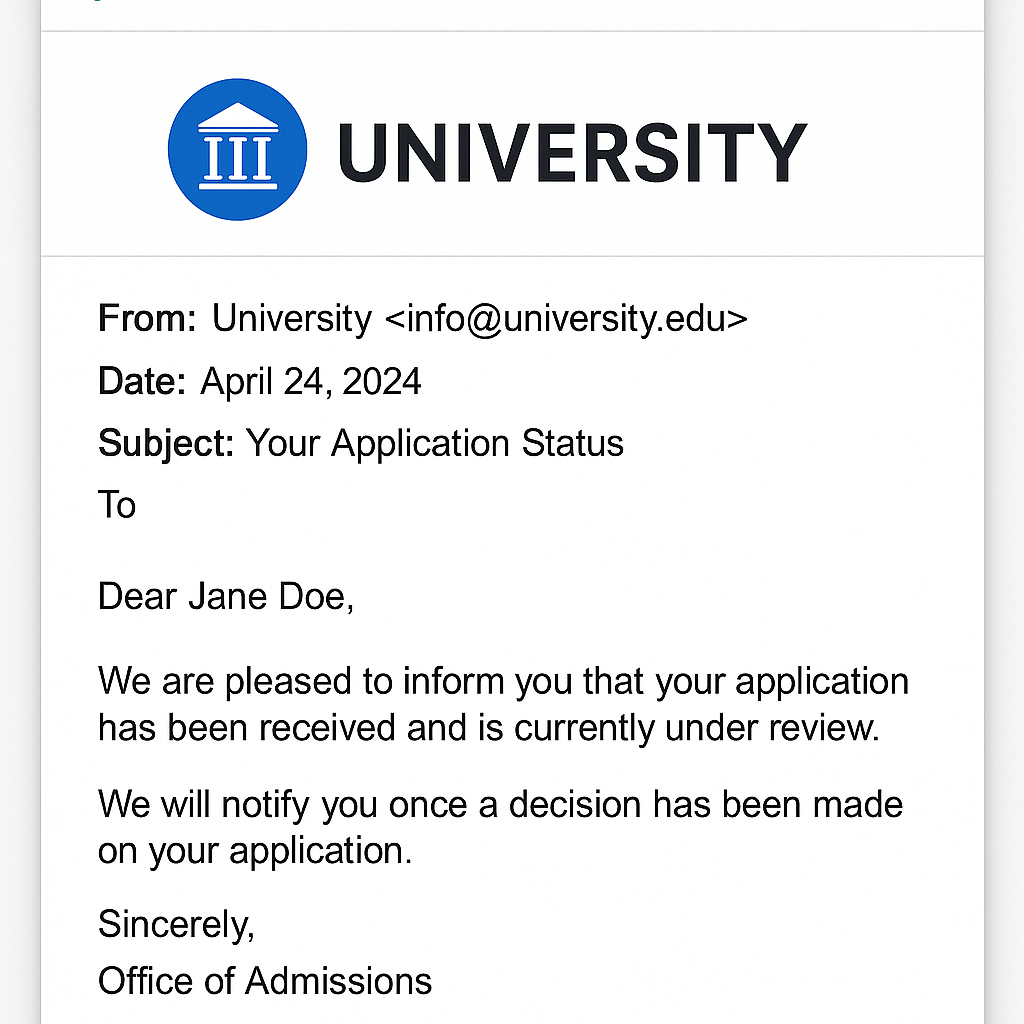 UNIVERSITY
From: University <info@university.edu>
Date: April 24, 2024
Subject: Your Application Status
To
Dear Jane Doe,
We are pleased to inform you that your application
has been received and is currently under review.
We will notify you once a decision has been made
on your application.
Sincerely,
Office of Admissions